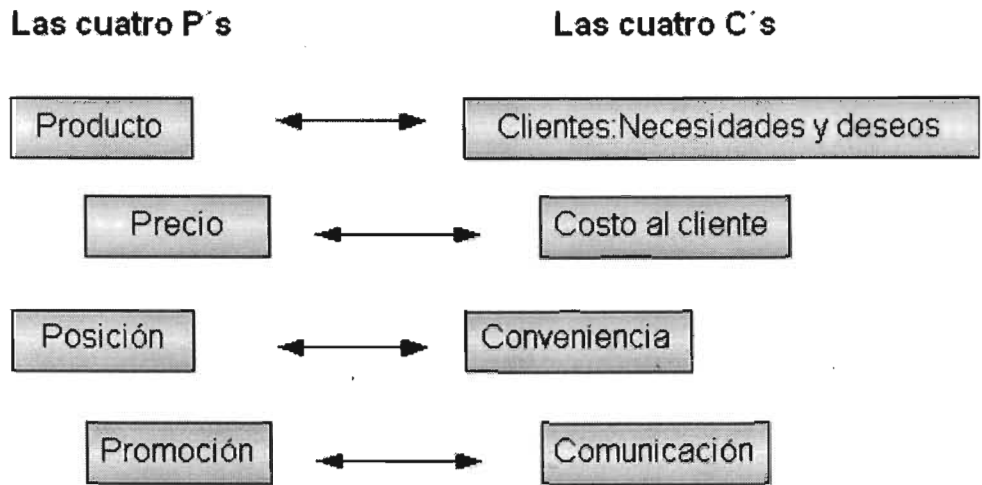 Las cuatro P´s
Las cuatro C´s
Producto
Clientes:Necesidades y deseos
Precio
Costo al cliente
Posición
Conveniencia
Promoción
Comunicación